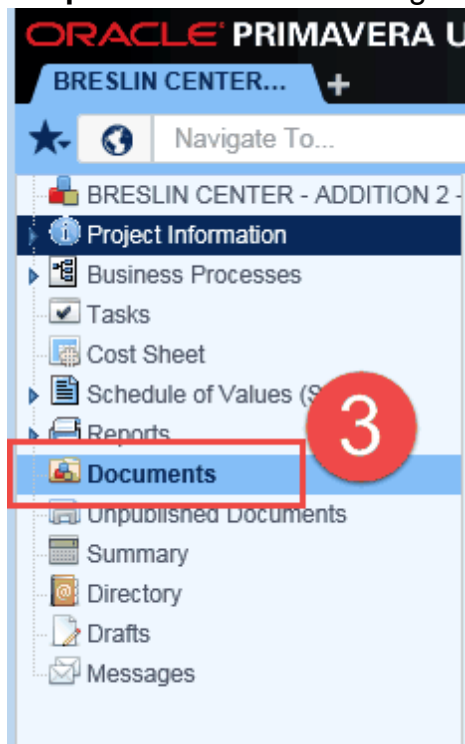 ORACLE PRIMAVERA U
BRESLIN CENTER... +
Navigate To...
BRESLIN CENTER - ADDITION 2 -
Project Information
Business Processes
Tasks
Cost Sheet
Schedule of Values (S
3
Reports
Documents
Unpublished Documents
Summary
Directory
Drafts
Messages